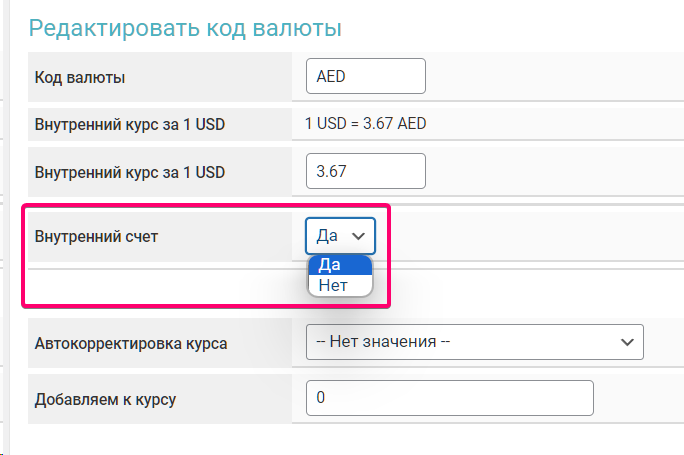 Редактировать код валюты
Код валюты AED
Внутренний курс за 1 USD 1 USD = 3.67 AED
Внутренний курс за 1 USD 3.67
Внутренний счет Да
Да
Нет
Автокорректировка курса -- Нет значения --
Добавляем к курсу 0